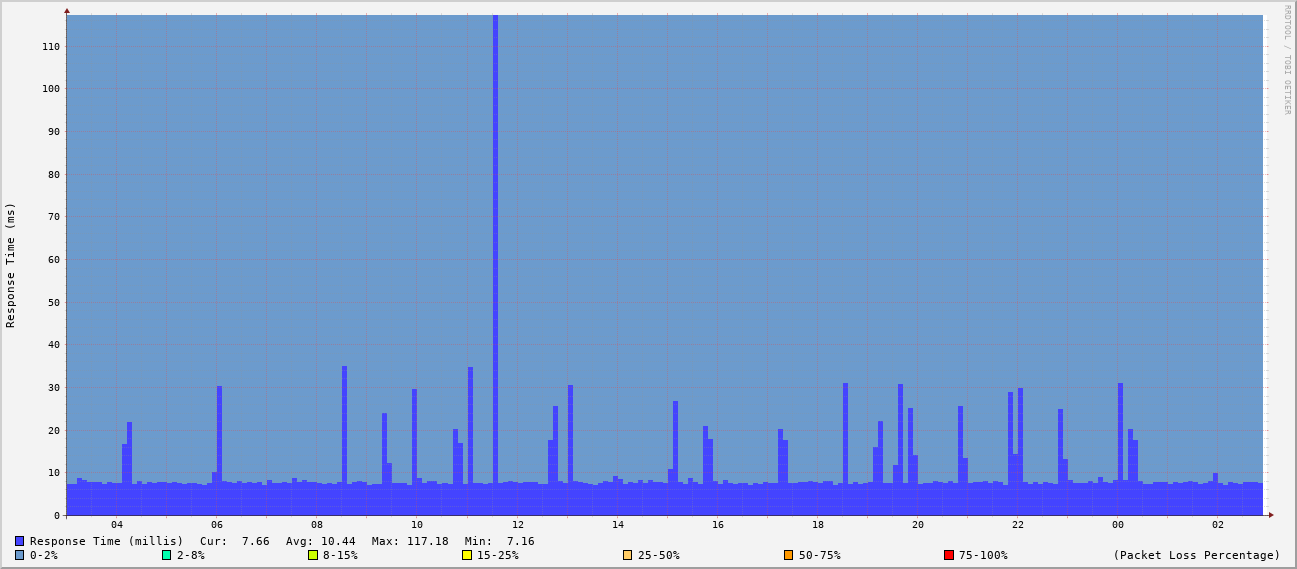 RRDTOOL / TOBI OETIKER
Response Time (ms)
110
100
90
80
70
60
50
40
30
20
10
0
04 06 08 10 12 14 16 18 20 22 00 02
Response Time (millis) Cur: 7.66 Avg: 10.44 Max: 117.18 Min: 7.16
0-2% 2-8% 8-15% 15-25% 25-50% 50-75% 75-100% (Packet Loss Percentage)